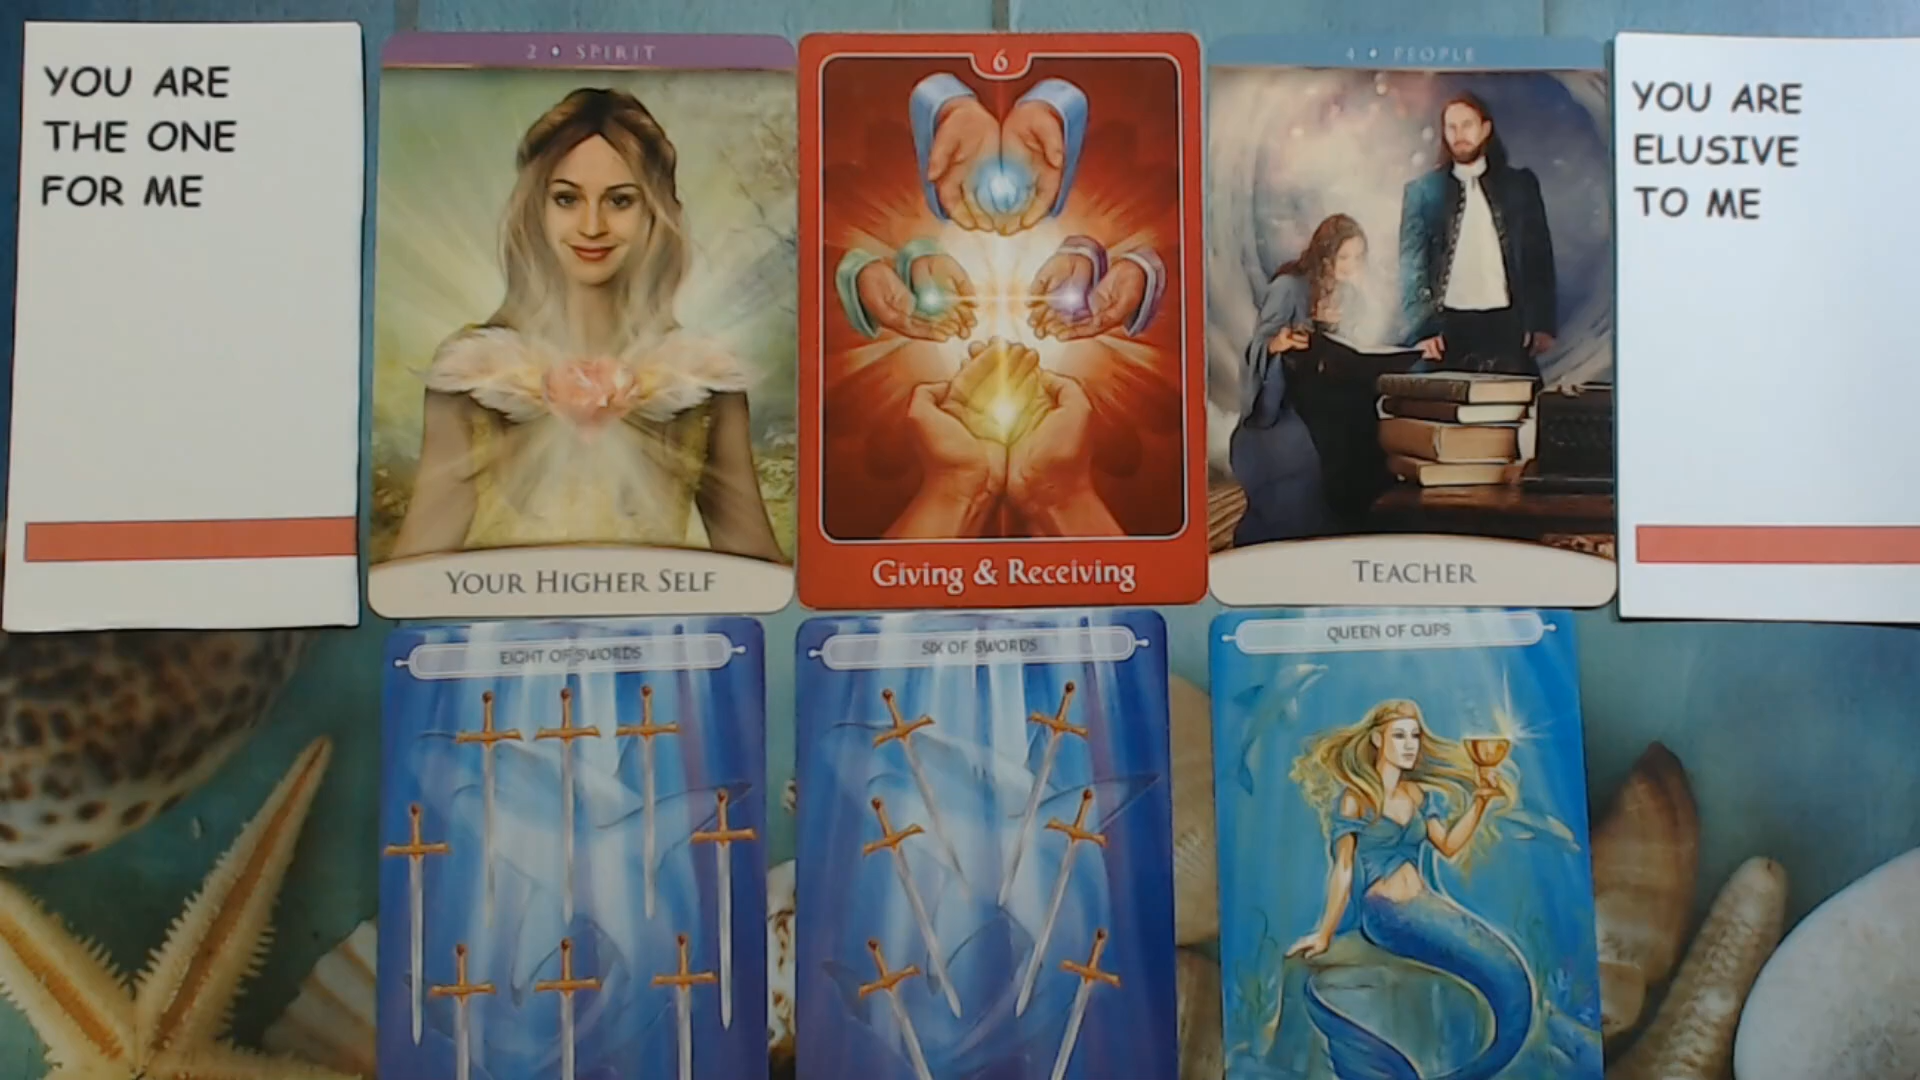 YOU ARE
THE ONE
FOR ME
2 • SPIRIT
YOUR HIGHER SELF
6
Giving & Receiving
4 • PEOPLE
TEACHER
YOU ARE
ELUSIVE
TO ME
EIGHT OF SWORDS
SIX OF SWORDS
QUEEN OF CUPS